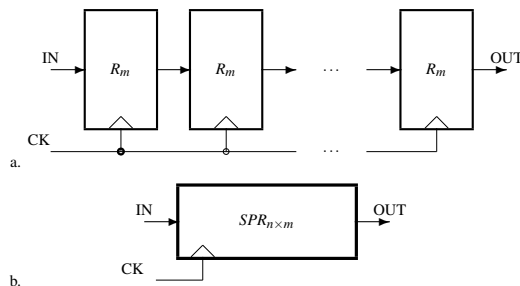 IN R_m R_m ... R_m OUT
CK ...
a.
IN SPR_{n×m} OUT
CK
b.